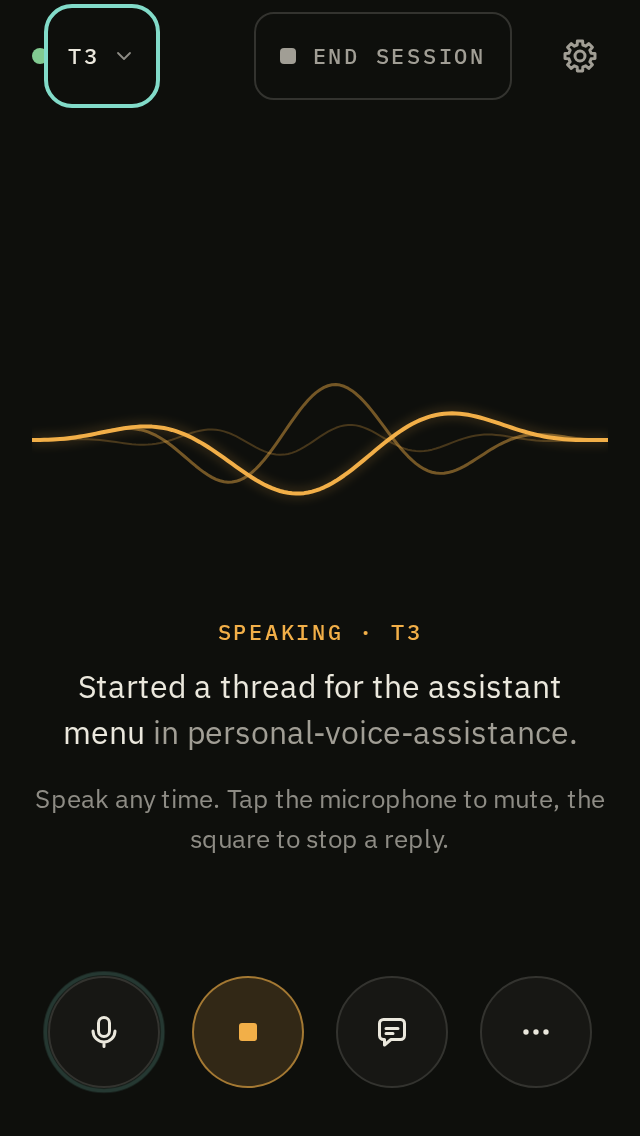 T3
END SESSION
SPEAKING · T3
Started a thread for the assistant
menu in personal-voice-assistance.
Speak any time. Tap the microphone to mute, the
square to stop a reply.